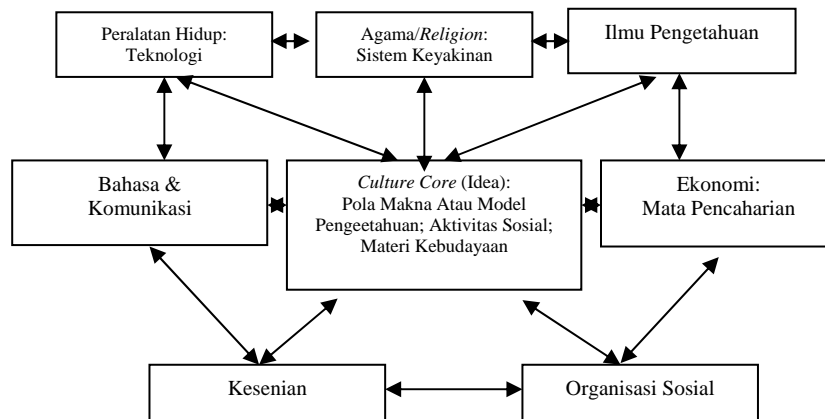 Peralatan Hidup:
Teknologi
Agama/Religion:
Sistem Keyakinan
Ilmu Pengetahuan
Bahasa &
Komunikasi
Culture Core (Idea):
Pola Makna Atau Model
Pengeetahuan; Aktivitas Sosial;
Materi Kebudayaan
Ekonomi:
Mata Pencaharian
Kesenian
Organisasi Sosial